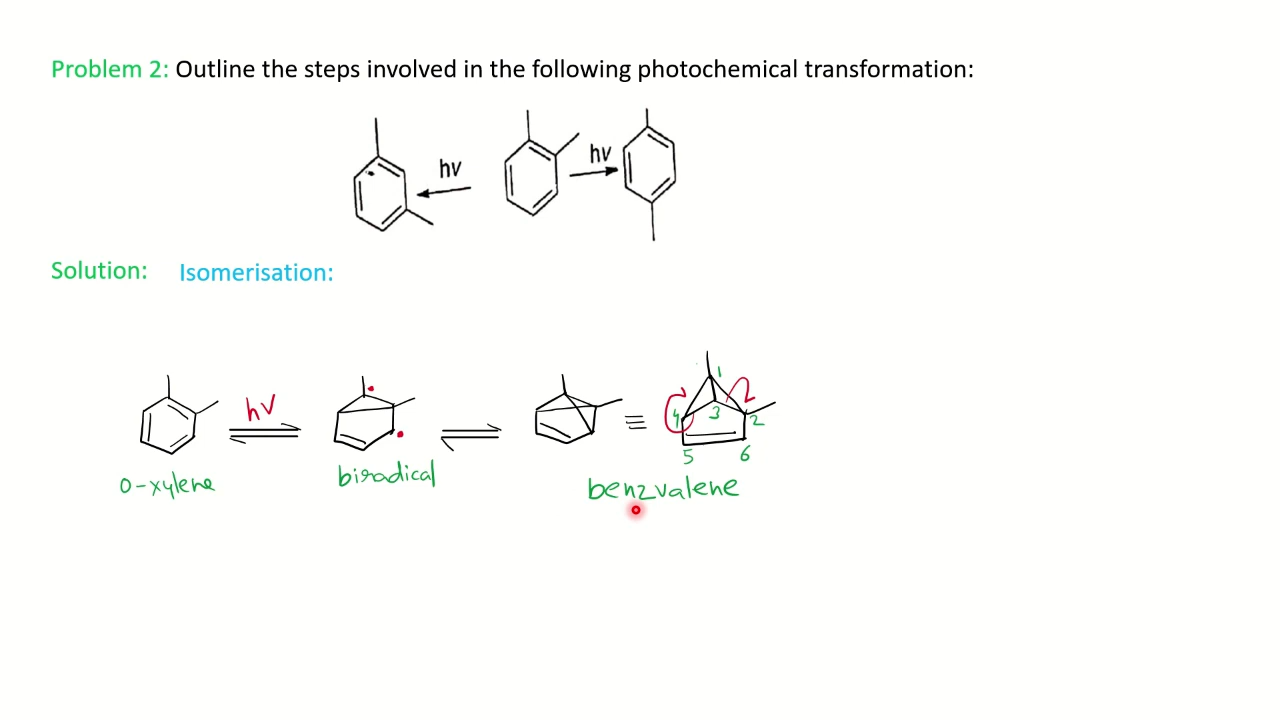 Problem 2: Outline the steps involved in the following photochemical transformation:
hν
hν
Solution: Isomerisation:
hν
1
4
3
2
5
6
o-xylene
biradical
benzvalene